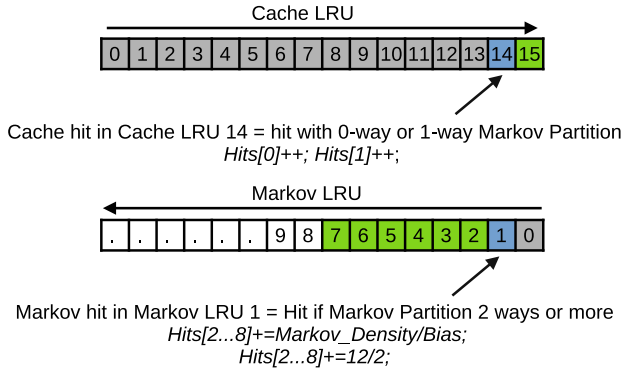 Cache LRU
0 1 2 3 4 5 6 7 8 9 10 11 12 13 14 15
Cache hit in Cache LRU 14 = hit with 0-way or 1-way Markov Partition
Hits[0]++; Hits[1]++;
Markov LRU
. . . . . . 9 8 7 6 5 4 3 2 1 0
Markov hit in Markov LRU 1 = Hit if Markov Partition 2 ways or more
Hits[2...8]+=Markov_Density/Bias;
Hits[2...8]+=12/2;